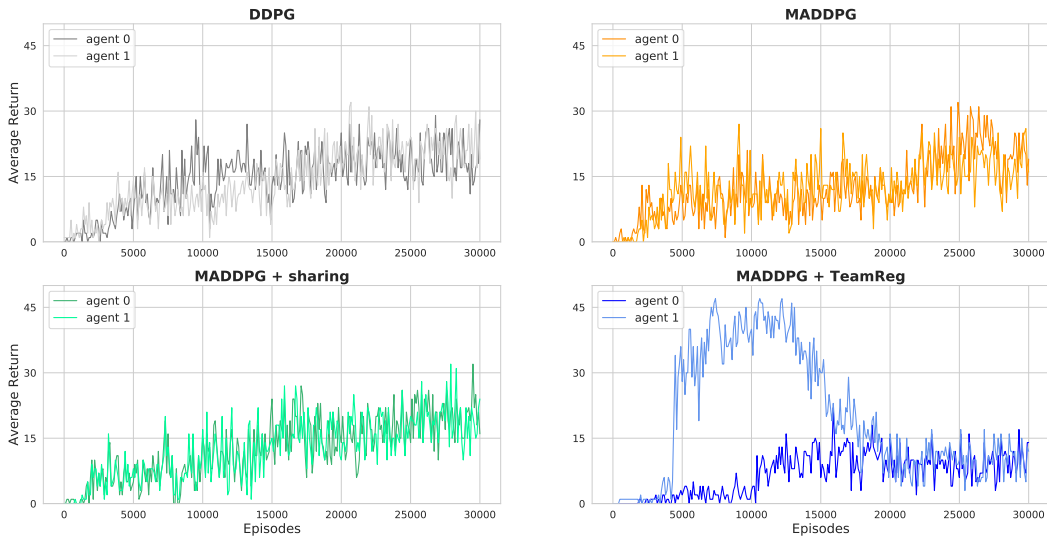 DDPG
MADDPG
Average Return
45
30
15
0
agent 0
agent 1
0 5000 10000 15000 20000 25000 30000
45
30
15
0
agent 0
agent 1
0 5000 10000 15000 20000 25000 30000
MADDPG + sharing
MADDPG + TeamReg
Average Return
45
30
15
0
agent 0
agent 1
0 5000 10000 15000 20000 25000 30000
Episodes
45
30
15
0
agent 0
agent 1
0 5000 10000 15000 20000 25000 30000
Episodes